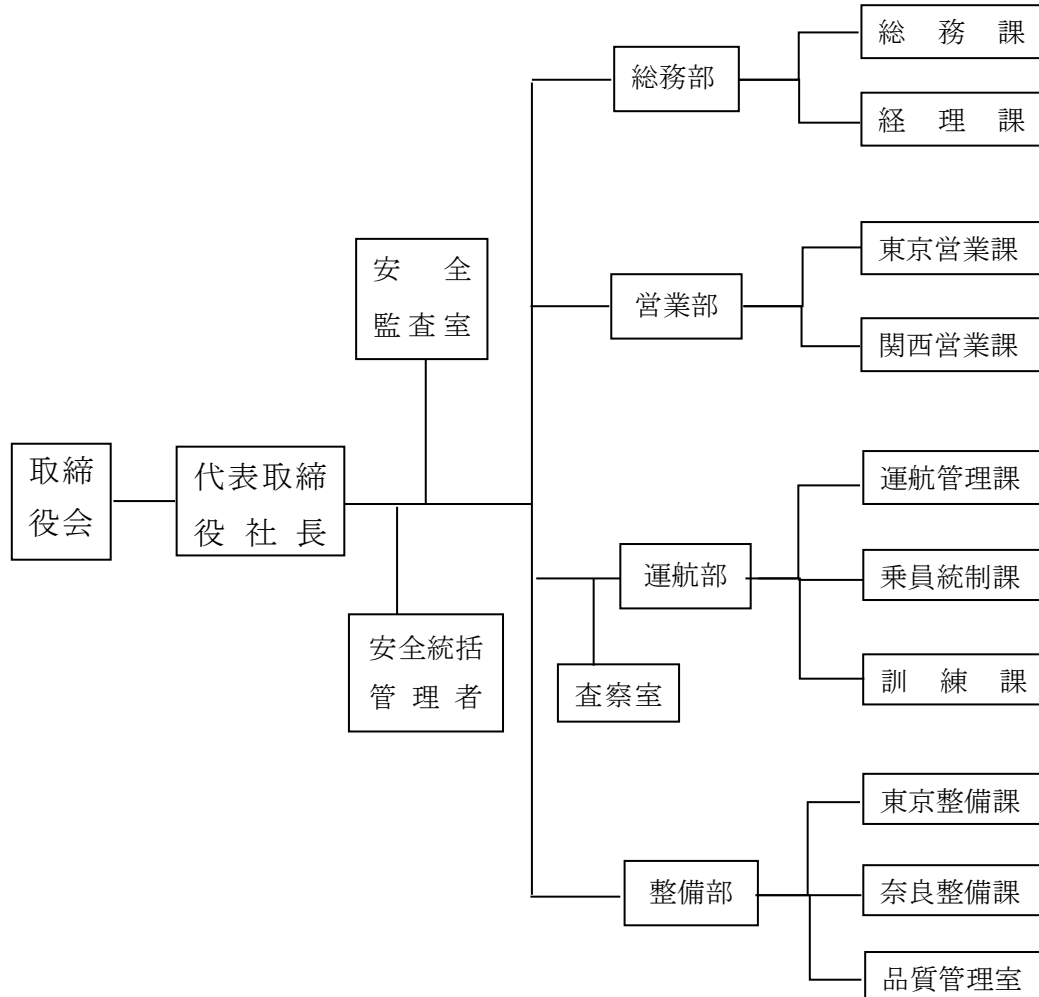 取締
役会
代表取締
役社長
安全
監査室
安全統括
管理者
総務部
総務課
経理課
営業部
東京営業課
関西営業課
運航部
査察室
運航管理課
乗員統制課
訓練課
整備部
東京整備課
奈良整備課
品質管理室